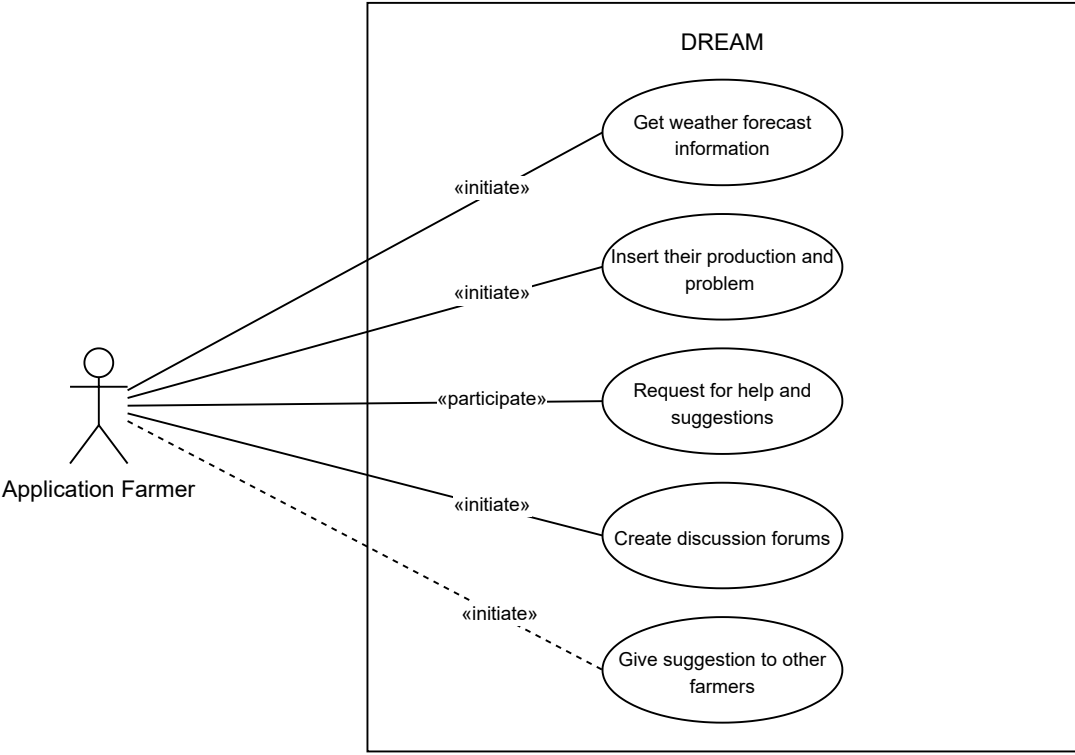 DREAM
Get weather forecast
information
«initiate»
Insert their production and
problem
«initiate»
Request for help and
suggestions
«participate»
Application Farmer
«initiate»
Create discussion forums
«initiate»
Give suggestion to other
farmers